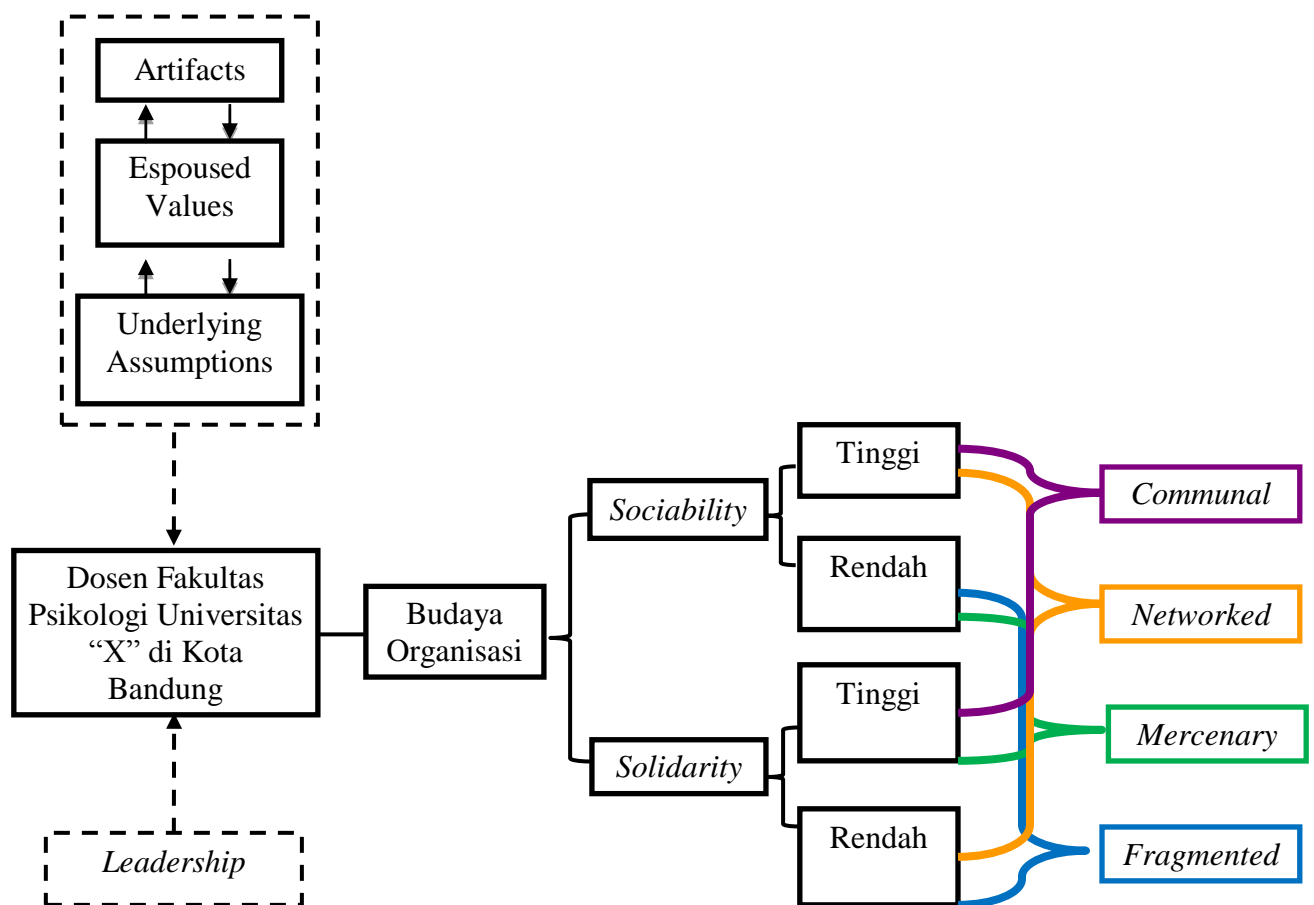 Artifacts
Espoused
Values
Underlying
Assumptions
Dosen Fakultas
Psikologi Universitas
“X” di Kota
Bandung
Leadership
Budaya
Organisasi
Sociability
Solidarity
Tinggi
Rendah
Tinggi
Rendah
Communal
Networked
Mercenary
Fragmented